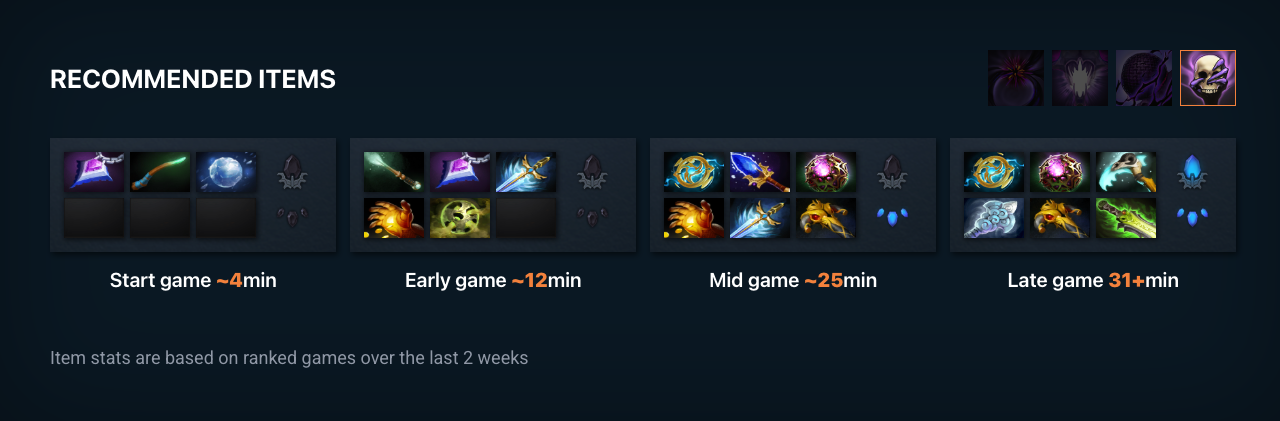 RECOMMENDED ITEMS
Start game ~4min
Early game ~12min
Mid game ~25min
Late game 31+min
Item stats are based on ranked games over the last 2 weeks